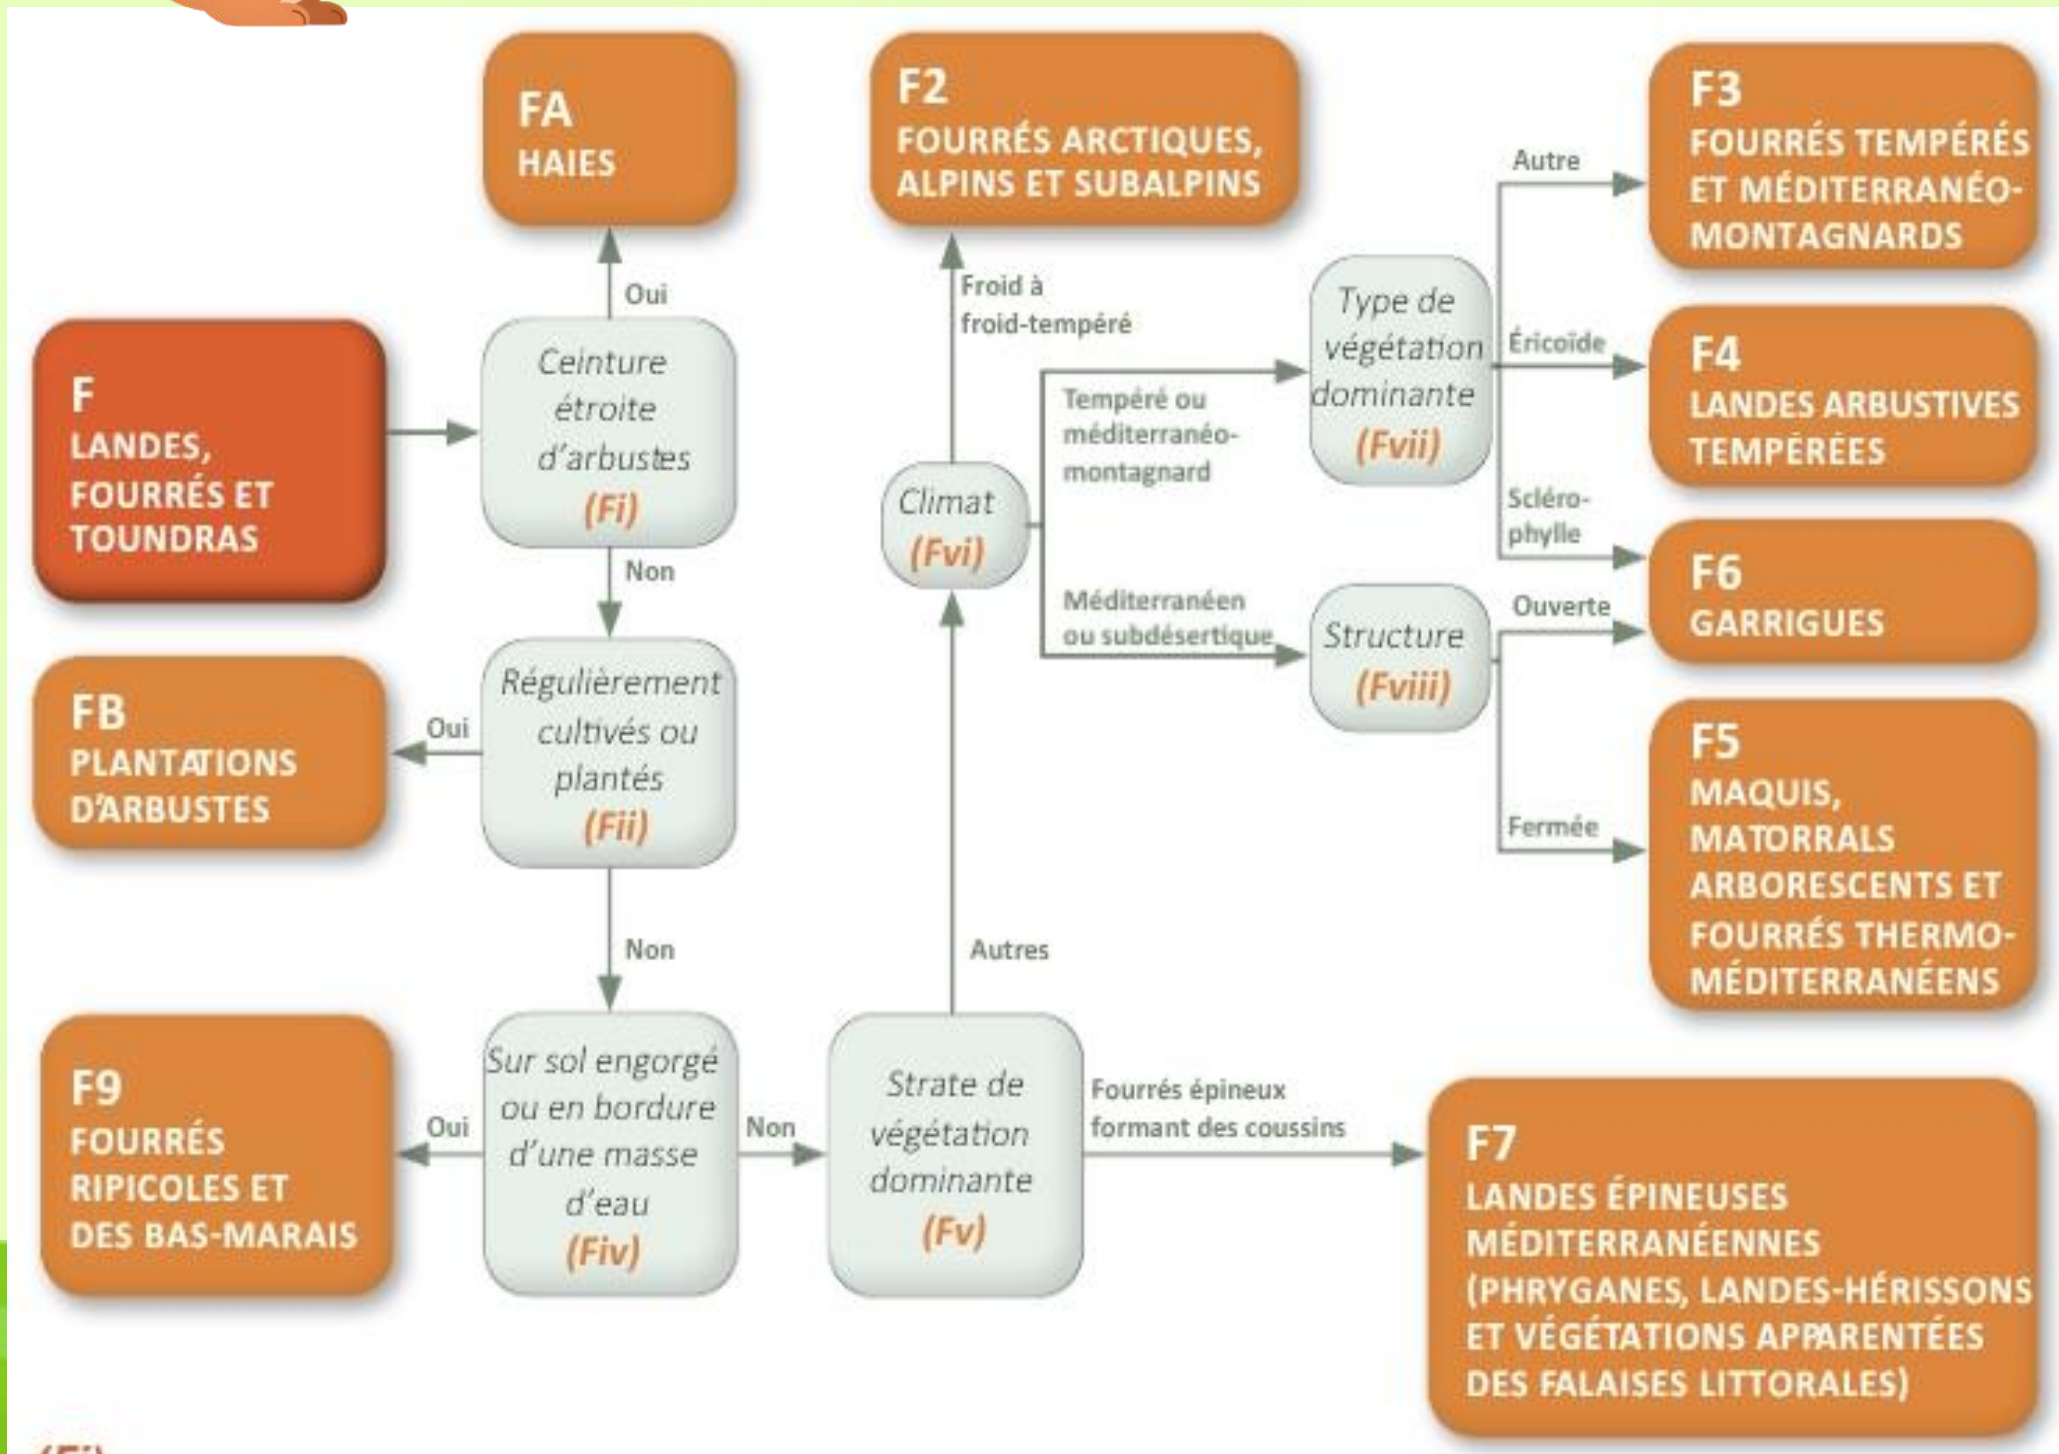 FA
HAIES
F2
FOURRÉS ARCTIQUES,
ALPINS ET SUBALPINS
F3
FOURRÉS TEMPÉRÉS
ET MÉDITERRANÉO-
MONTAGNARDS
Autre
Oui
Froid à
froid-tempéré
Type de
végétation
dominante
(Fvii)
Éricoïde
F4
LANDES ARBUSTIVES
TEMPÉRÉES
F
LANDES,
FOURRÉS ET
TOUNDRAS
Ceinture
étroite
d'arbustes
(Fi)
Tempéré ou
méditerranéo-
montagnard
Climat
(Fvi)
Scléro-
phylle
F6
GARRIGUES
Non
Méditerranéen
ou subdésertique
Structure
(Fviii)
Ouverte
FB
PLANTATIONS
D'ARBUSTES
Oui
Régulièrement
cultivés ou
plantés
(Fii)
Fermée
F5
MAQUIS,
MATORRALS
ARBORESCENTS ET
FOURRÉS THERMO-
MÉDITERRANÉENS
Non
Autres
F9
FOURRÉS
RIPICOLES ET
DES BAS-MARAIS
Oui
Sur sol engorgé
ou en bordure
d'une masse
d'eau
(Fiv)
Non
Strate de
végétation
dominante
(Fv)
Fourrés épineux
formant des coussins
F7
LANDES ÉPINEUSES
MÉDITERRANÉENNES
(PHRYGANES, LANDES-HÉRISSONS
ET VÉGÉTATIONS APPARENTÉES
DES FALAISES LITTORALES)